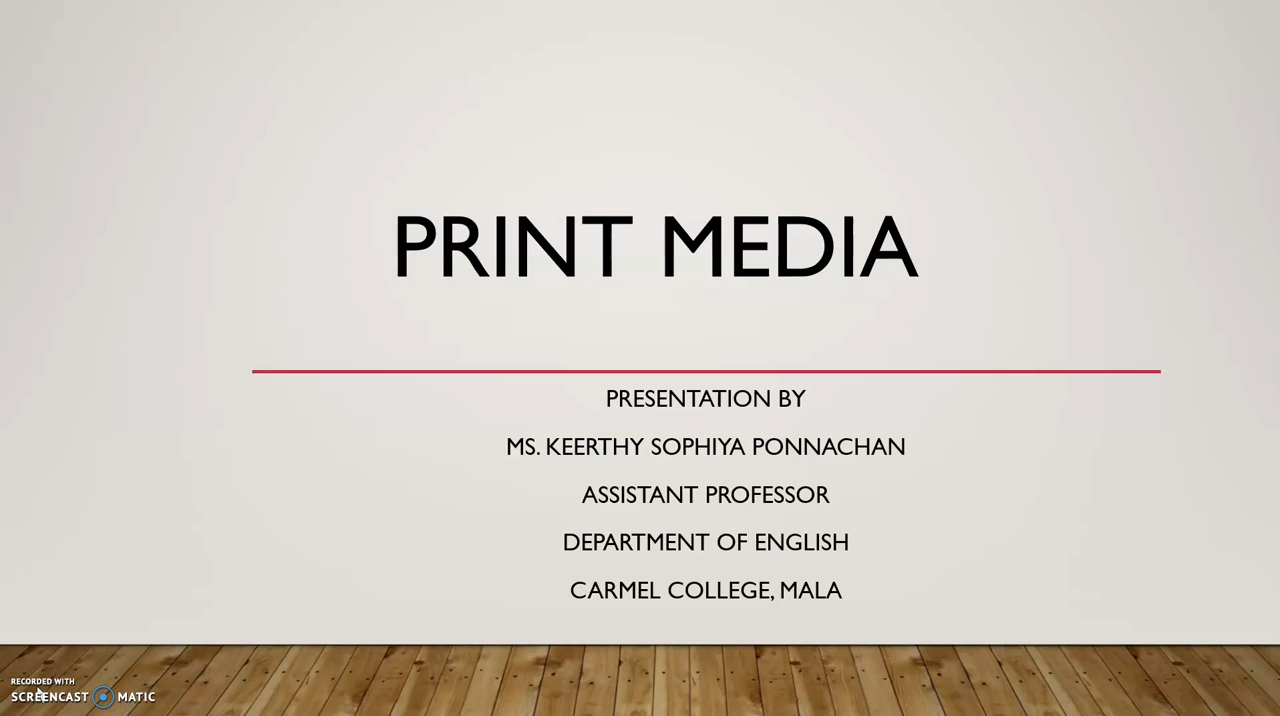 PRINT MEDIA
PRESENTATION BY
MS. KEERTHY SOPHIYA PONNACHAN
ASSISTANT PROFESSOR
DEPARTMENT OF ENGLISH
CARMEL COLLEGE, MALA
RECORDED WITH
SCREENCAST MATIC